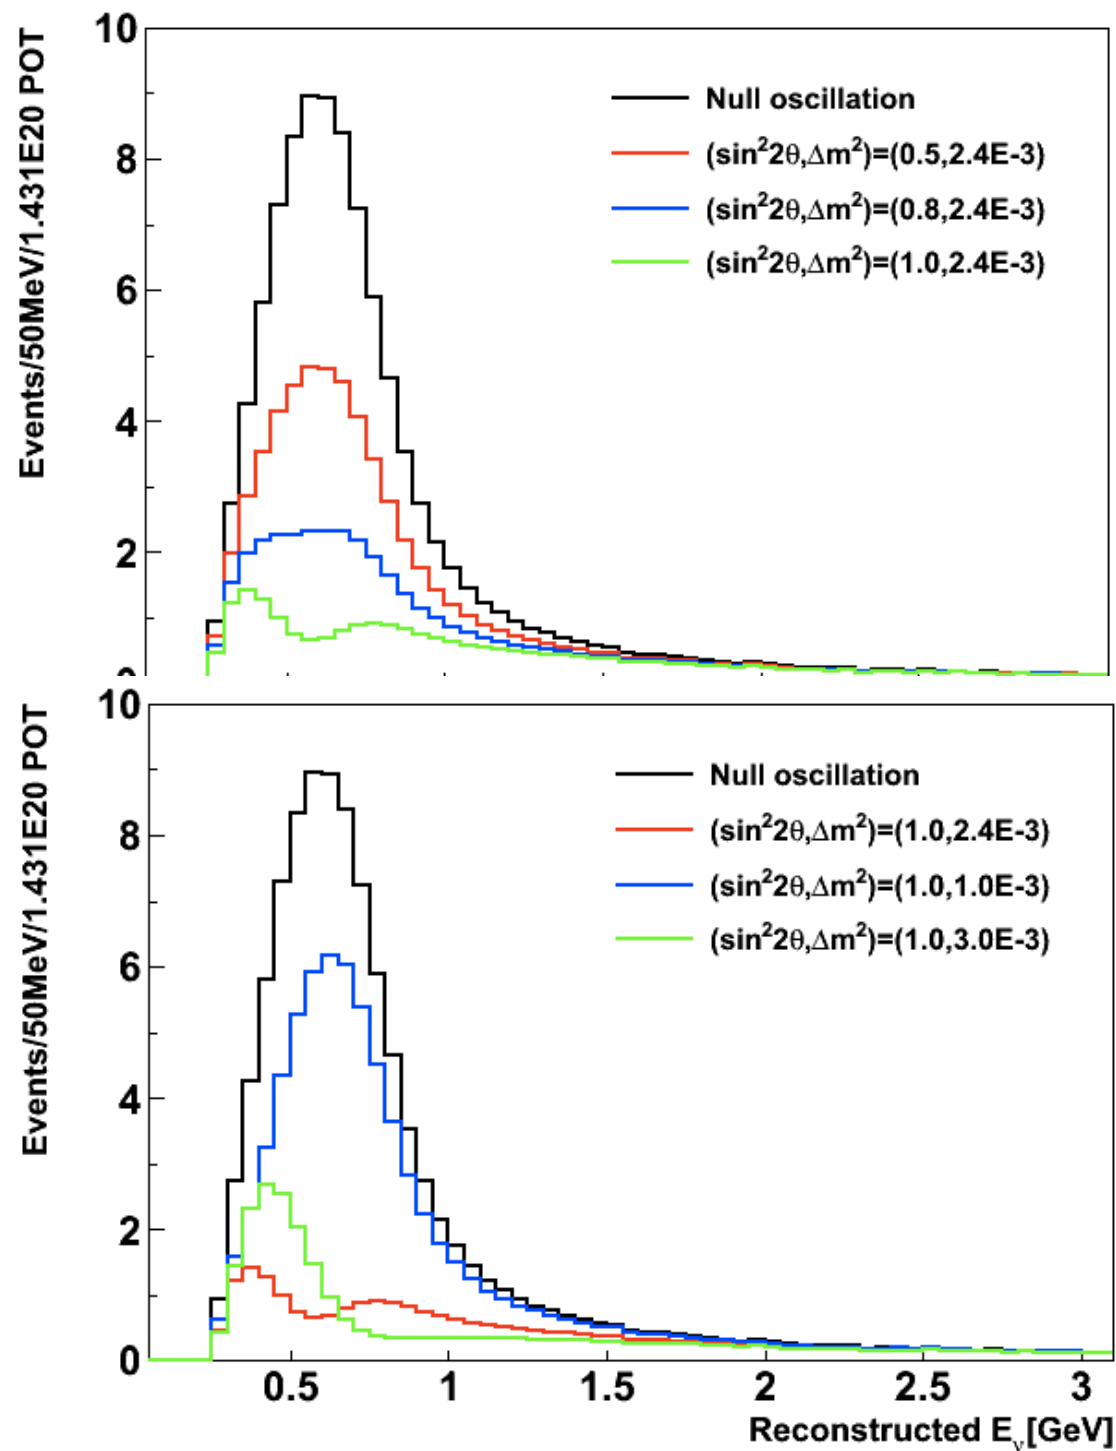 Events/50MeV/1.431E20 POT
10
8
6
4
2
0
Null oscillation
(sin²2θ,Δm²)=(0.5,2.4E-3)
(sin²2θ,Δm²)=(0.8,2.4E-3)
(sin²2θ,Δm²)=(1.0,2.4E-3)
Events/50MeV/1.431E20 POT
10
8
6
4
2
0
Null oscillation
(sin²2θ,Δm²)=(1.0,2.4E-3)
(sin²2θ,Δm²)=(1.0,1.0E-3)
(sin²2θ,Δm²)=(1.0,3.0E-3)
0.5 1 1.5 2 2.5 3
Reconstructed Eᵥ[GeV]